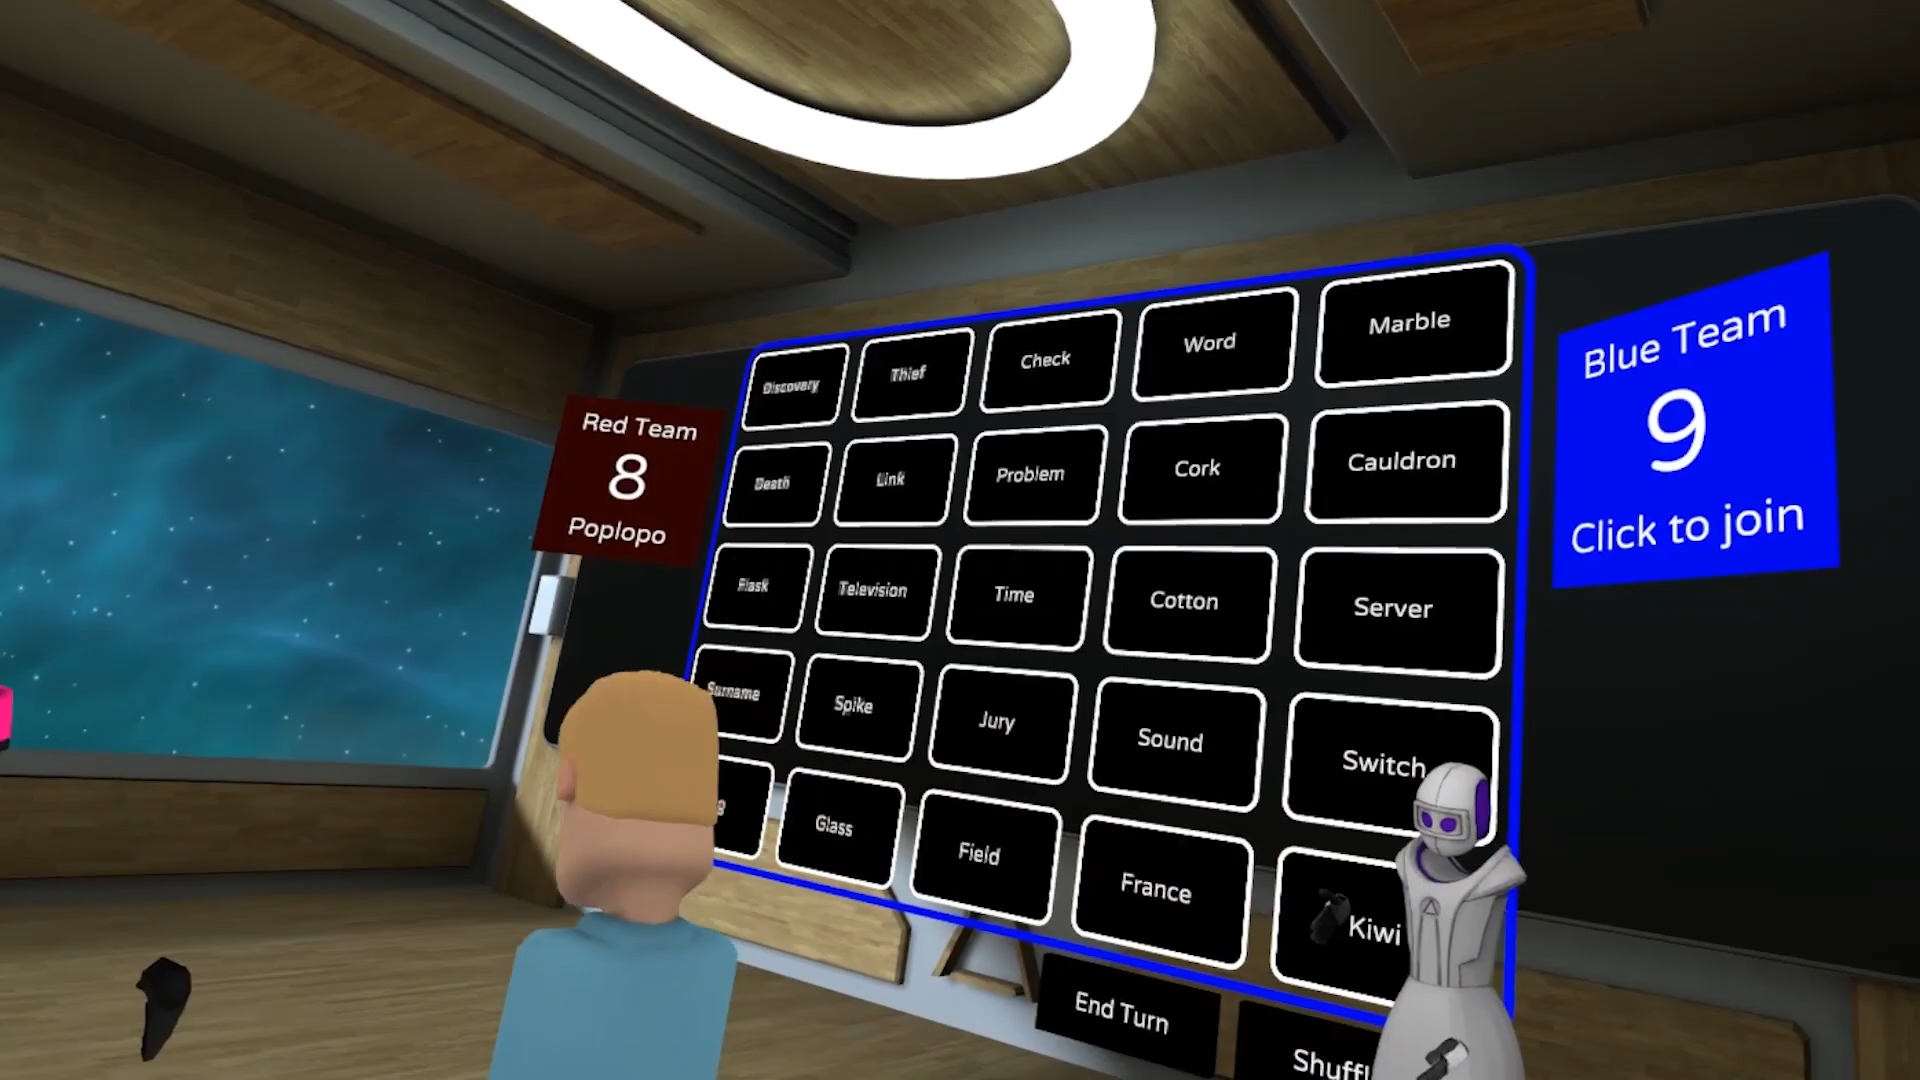 Discovery
Thief
Check
Word
Marble
Red Team
8
Poplopo
Blue Team
9
Click to join
Death
Link
Problem
Cork
Cauldron
Flask
Television
Time
Cotton
Server
Surname
Spike
Jury
Sound
Switch
Glass
Field
France
Kiwi
End Turn